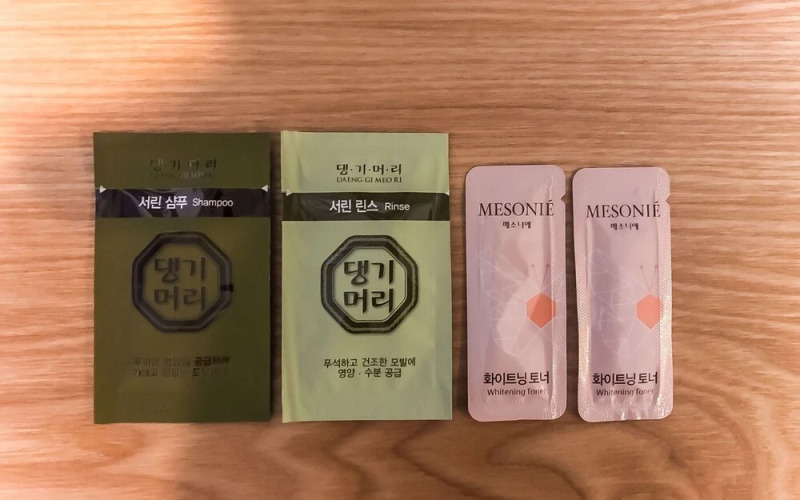 댕·기·머·리
서린 샴푸 Shampoo
댕기
머리
댕·기·머·리
DAENG GI MEO RI
서린 린스 Rinse
댕기
머리
푸석하고 건조한 모발에
영양·수분 공급
MESONIÉ
메소니에
화이트닝 토너
Whitening Toner
MESONIÉ
메소니에
화이트닝 토너
Whitening Toner